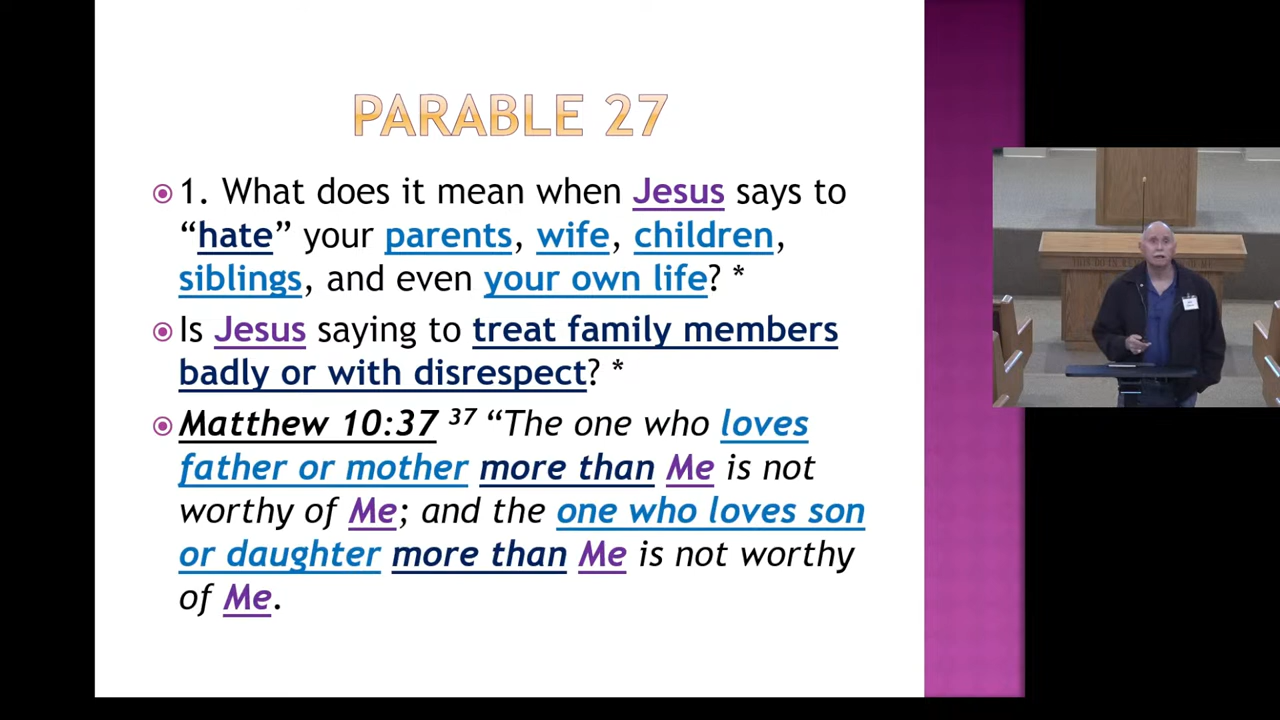 PARABLE 27
1. What does it mean when Jesus says to
“hate” your parents, wife, children,
siblings, and even your own life? *
Is Jesus saying to treat family members
badly or with disrespect? *
Matthew 10:37 37 “The one who loves
father or mother more than Me is not
worthy of Me; and the one who loves son
or daughter more than Me is not worthy
of Me.